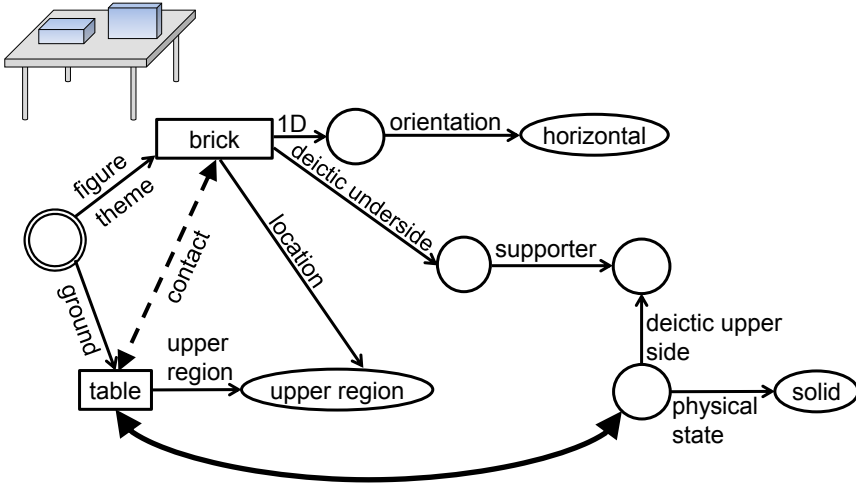 1D
orientation
brick
horizontal
figure
theme
deictic underside
contact
location
supporter
ground
upper
region
deictic upper
side
table
upper region
physical
state
solid